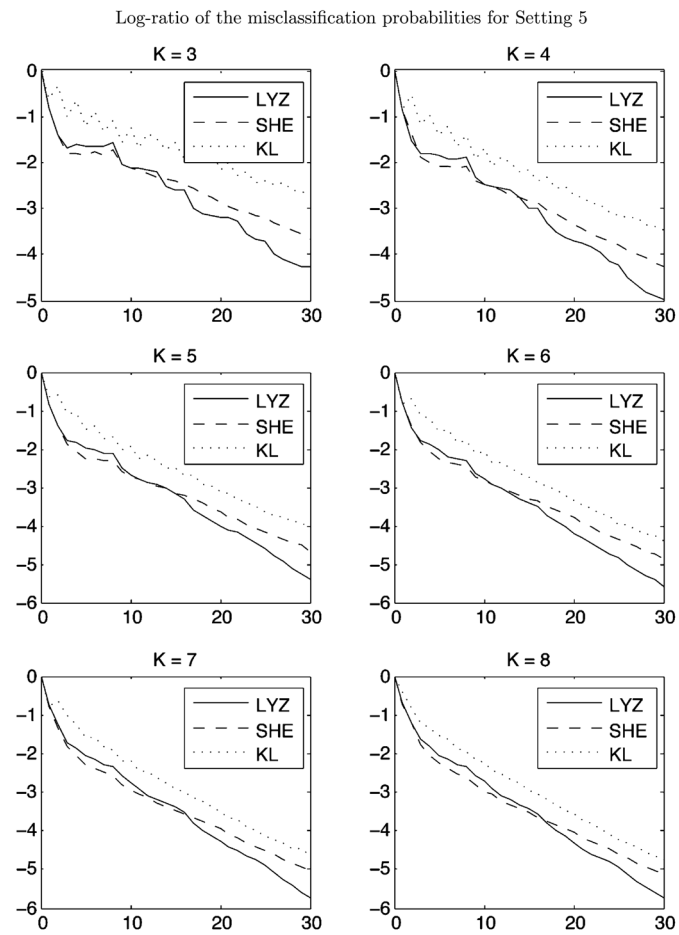 Log-ratio of the misclassification probabilities for Setting 5
K = 3
LYZ
SHE
KL
0
−1
−2
−3
−4
−5
0 10 20 30
K = 4
LYZ
SHE
KL
0
−1
−2
−3
−4
−5
0 10 20 30
K = 5
LYZ
SHE
KL
0
−1
−2
−3
−4
−5
−6
0 10 20 30
K = 6
LYZ
SHE
KL
0
−1
−2
−3
−4
−5
−6
0 10 20 30
K = 7
LYZ
SHE
KL
0
−1
−2
−3
−4
−5
−6
0 10 20 30
K = 8
LYZ
SHE
KL
0
−1
−2
−3
−4
−5
−6
0 10 20 30